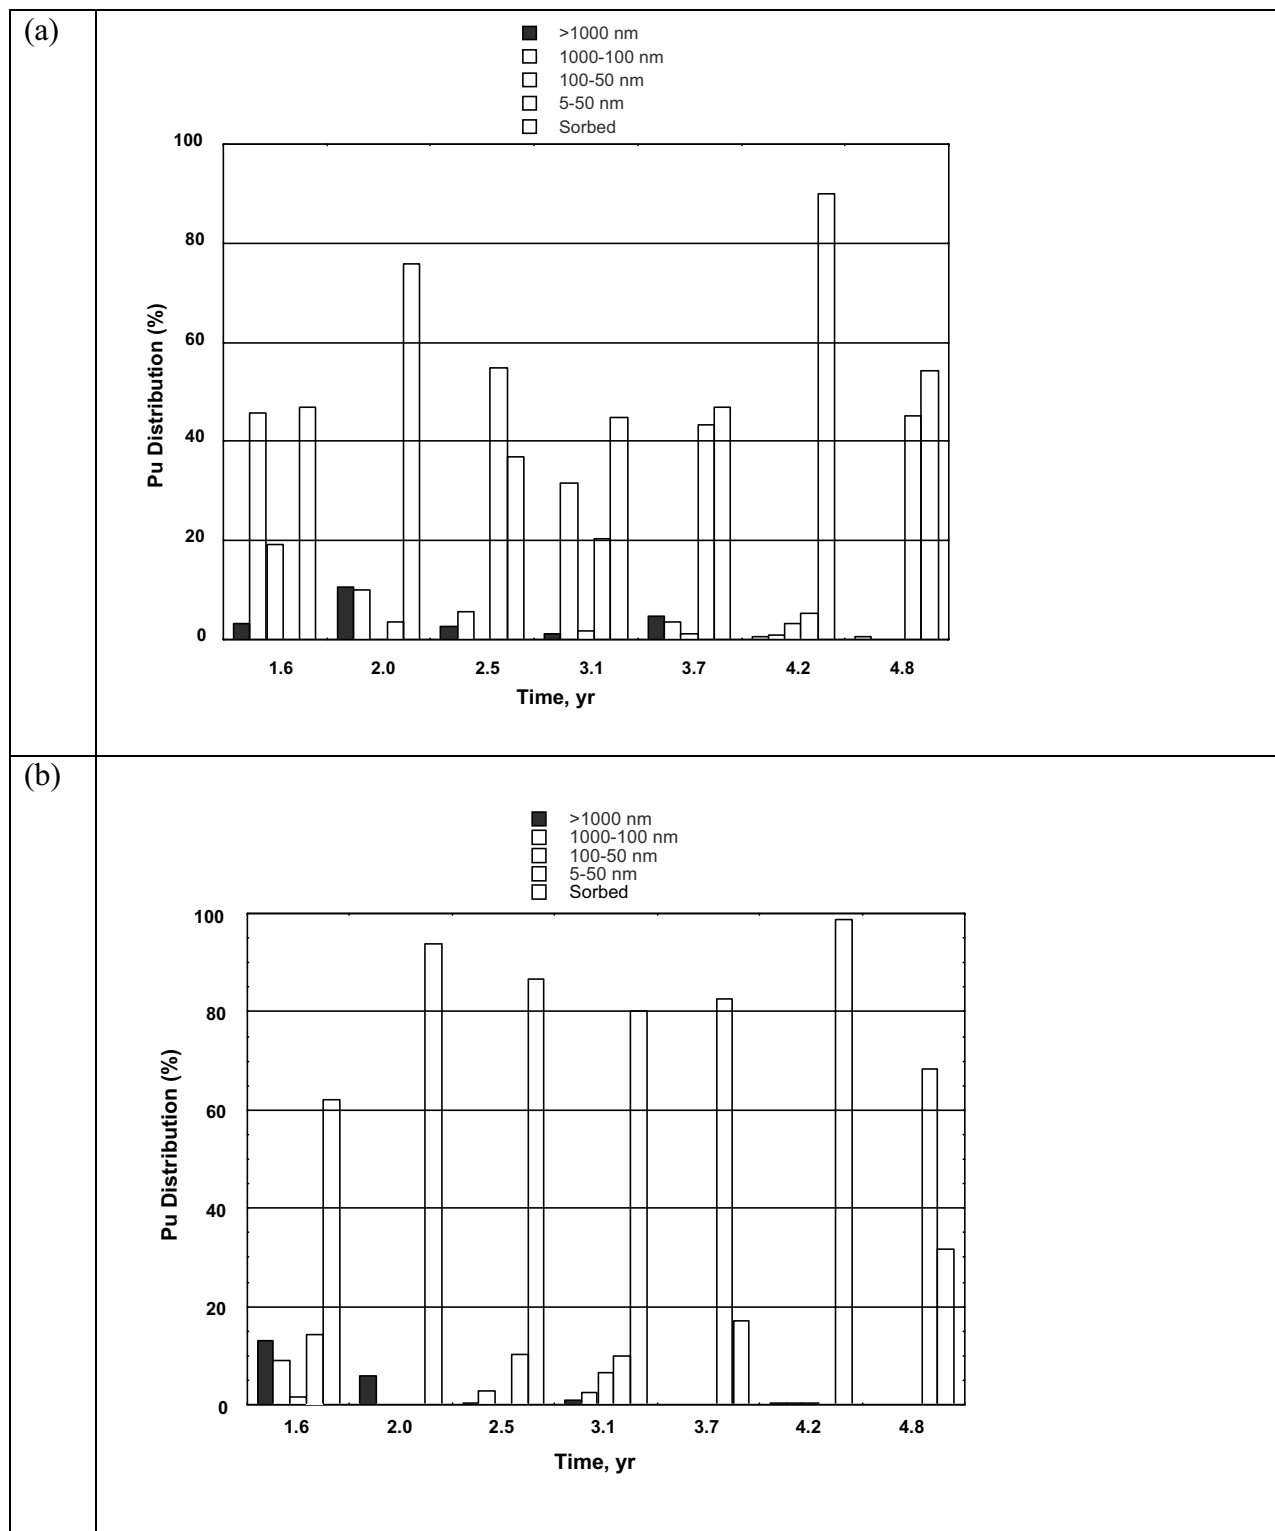 (a)
>1000 nm
1000-100 nm
100-50 nm
5-50 nm
Sorbed
100
80
60
40
20
0
Pu Distribution (%)
1.6 2.0 2.5 3.1 3.7 4.2 4.8
Time, yr
(b)
>1000 nm
1000-100 nm
100-50 nm
5-50 nm
Sorbed
100
80
60
40
20
0
Pu Distribution (%)
1.6 2.0 2.5 3.1 3.7 4.2 4.8
Time, yr